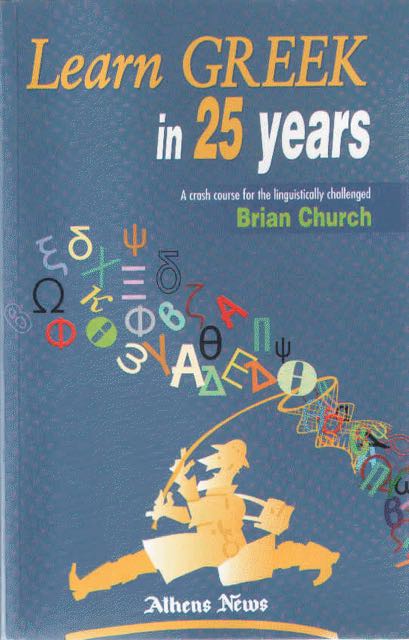 Learn GREEK
in 25 years
A crash course for the linguistically challenged
Brian Church
Athens News